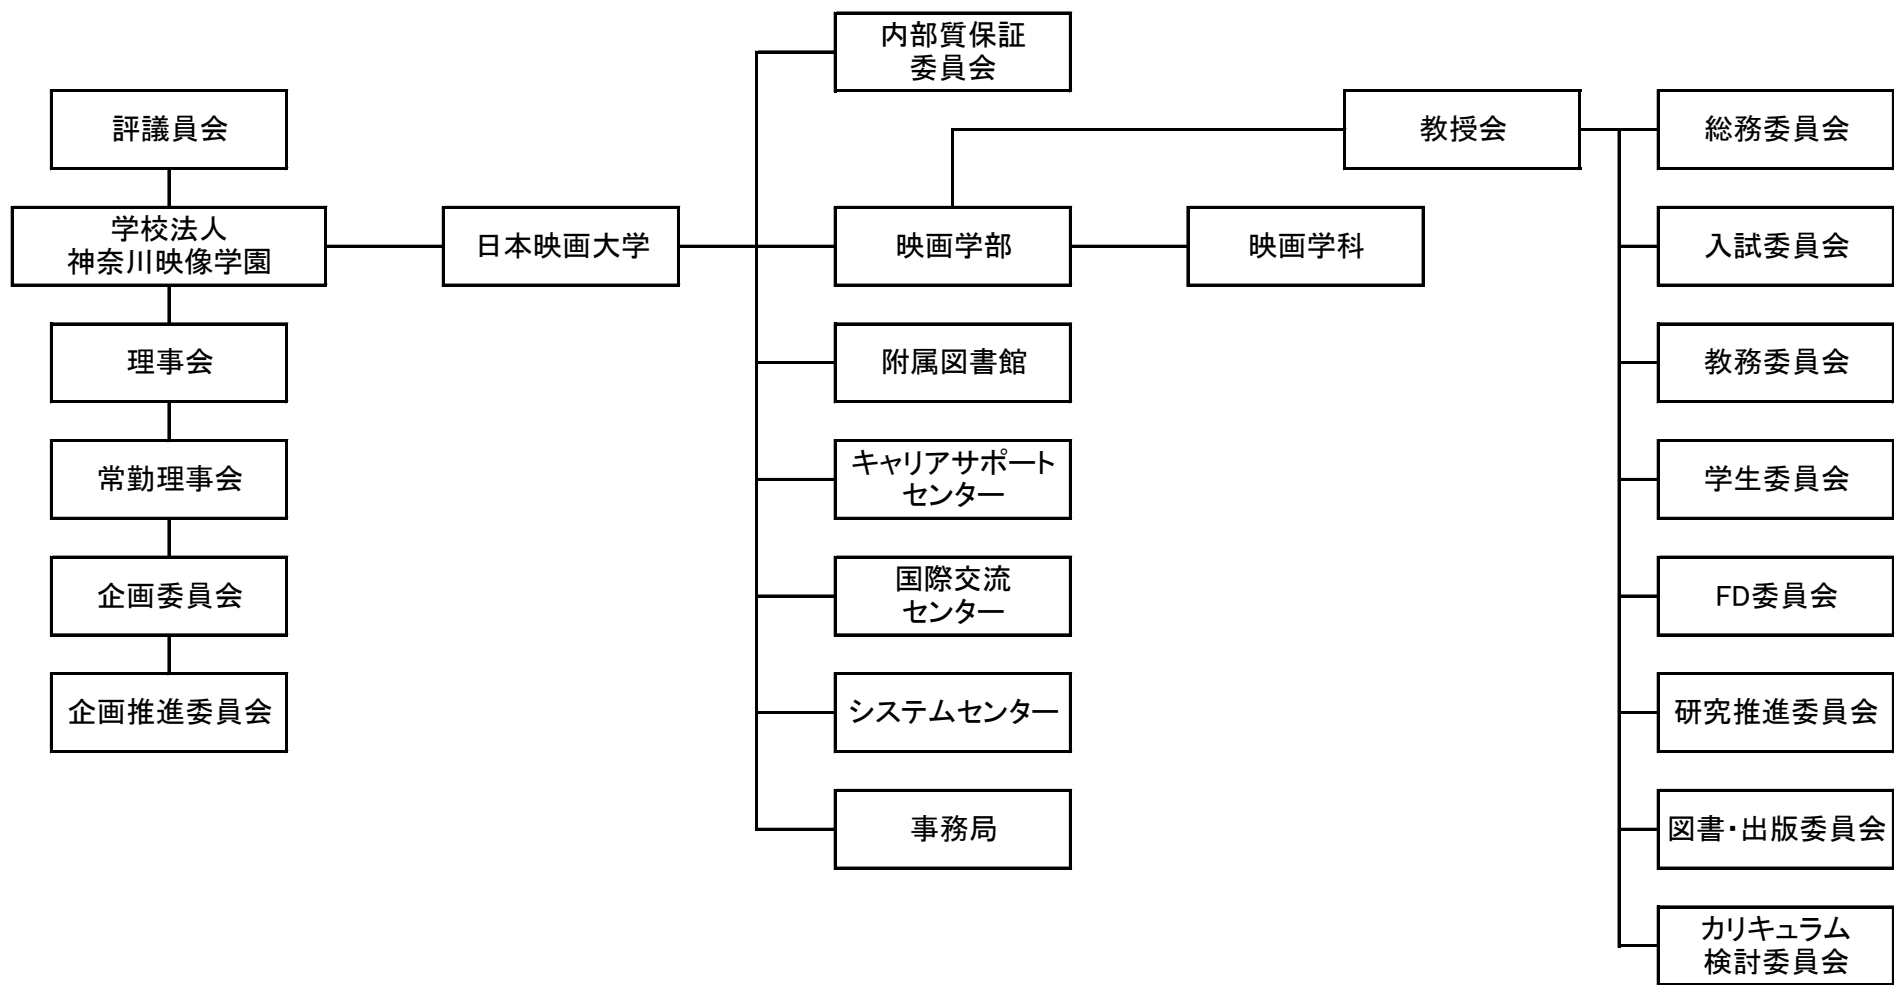 評議員会
学校法人
神奈川映像学園
理事会
常勤理事会
企画委員会
企画推進委員会
日本映画大学
内部質保証
委員会
映画学部
附属図書館
キャリアサポート
センター
国際交流
センター
システムセンター
事務局
映画学科
教授会
総務委員会
入試委員会
教務委員会
学生委員会
FD委員会
研究推進委員会
図書・出版委員会
カリキュラム
検討委員会